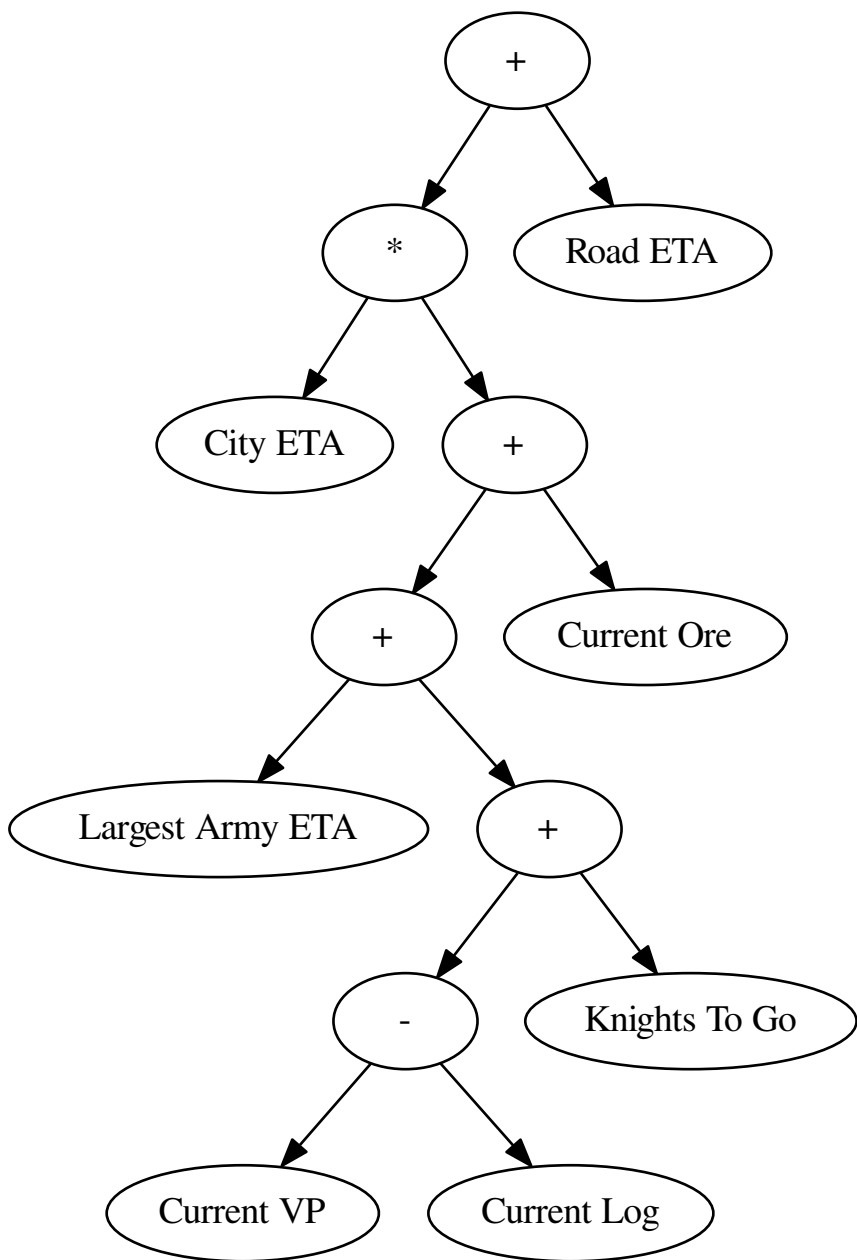 +
*
Road ETA
City ETA
+
+
Current Ore
Largest Army ETA
+
-
Knights To Go
Current VP
Current Log